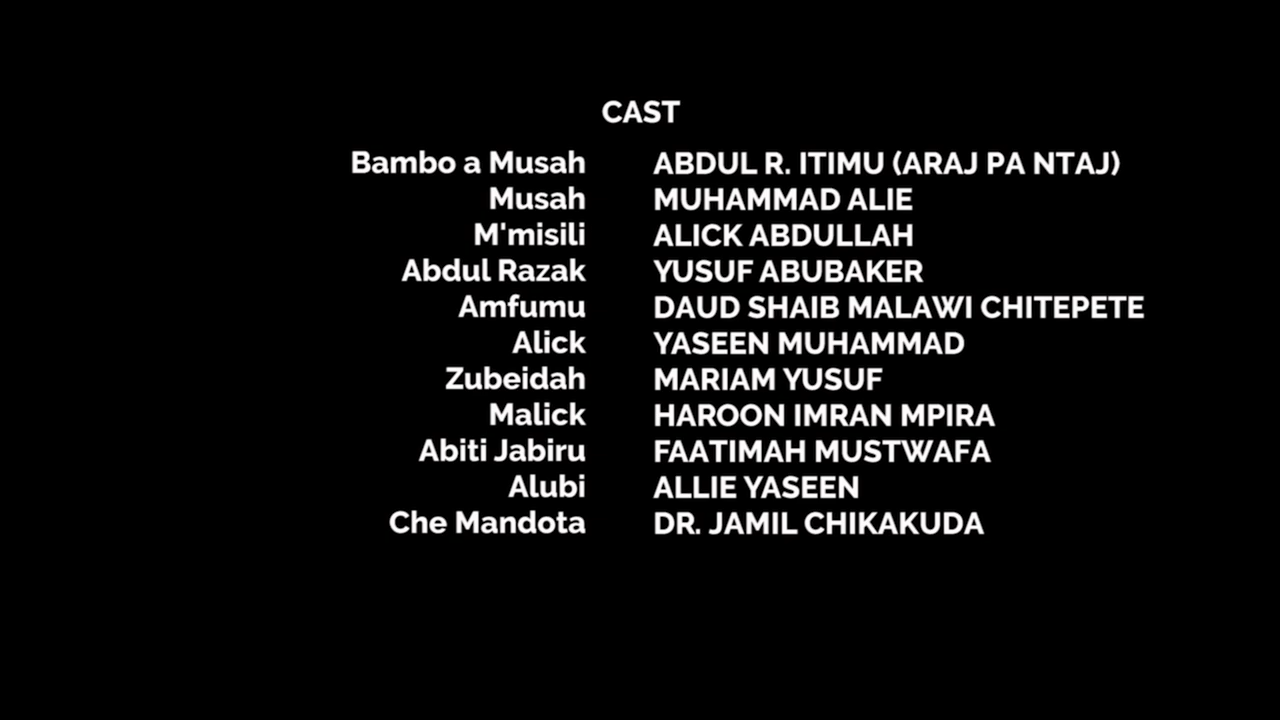 CAST
Bambo a Musah ABDUL R. ITIMU (ARAJ PA NTAJ)
Musah MUHAMMAD ALIE
M'misili ALICK ABDULLAH
Abdul Razak YUSUF ABUBAKER
Amfumu DAUD SHAIB MALAWI CHITEPETE
Alick YASEEN MUHAMMAD
Zubeidah MARIAM YUSUF
Malick HAROON IMRAN MPIRA
Abiti Jabiru FAATIMAH MUSTWAFA
Alubi ALLIE YASEEN
Che Mandota DR. JAMIL CHIKAKUDA